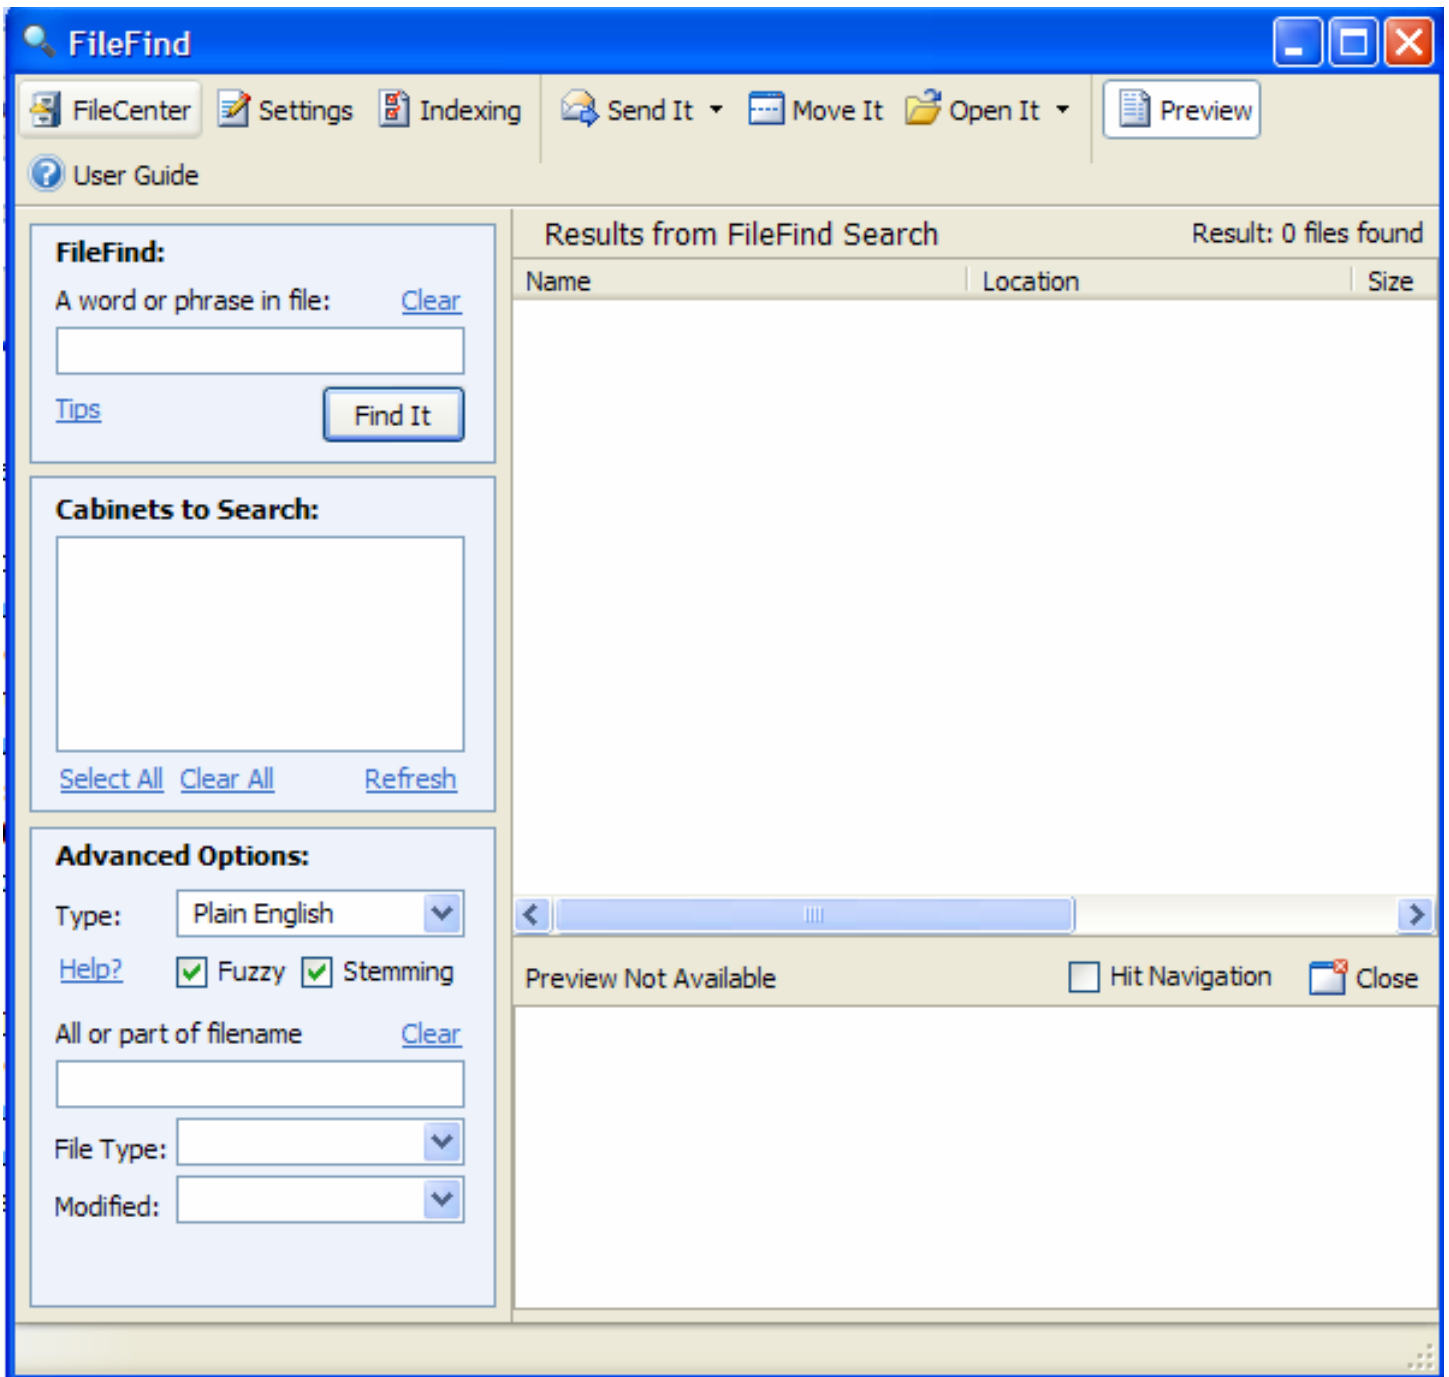 FileFind
FileCenter Settings Indexing Send It Move It Open It Preview
User Guide
FileFind:
A word or phrase in file: Clear
Tips Find It
Cabinets to Search:
Select All Clear All Refresh
Advanced Options:
Type: Plain English
Help? Fuzzy Stemming
All or part of filename Clear
File Type:
Modified:
Results from FileFind Search Result: 0 files found
Name Location Size
Preview Not Available Hit Navigation Close